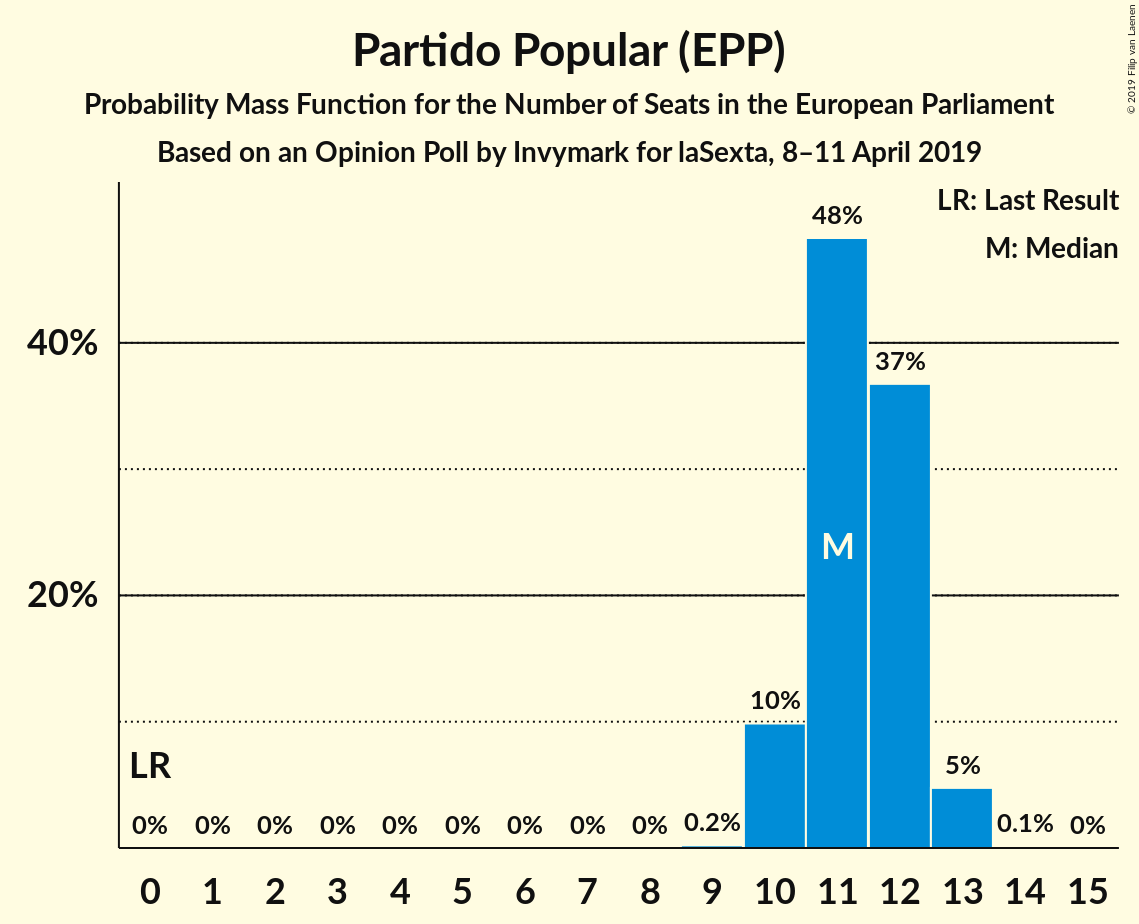 Partido Popular (EPP)
Probability Mass Function for the Number of Seats in the European Parliament
Based on an Opinion Poll by Invymark for laSexta, 8–11 April 2019
© 2019 Filip van Laenen
LR: Last Result
M: Median
48%
40%
37%
M
20%
10%
LR
5%
0% 0% 0% 0% 0% 0% 0% 0% 0% 0.2% 0.1% 0%
0 1 2 3 4 5 6 7 8 9 10 11 12 13 14 15